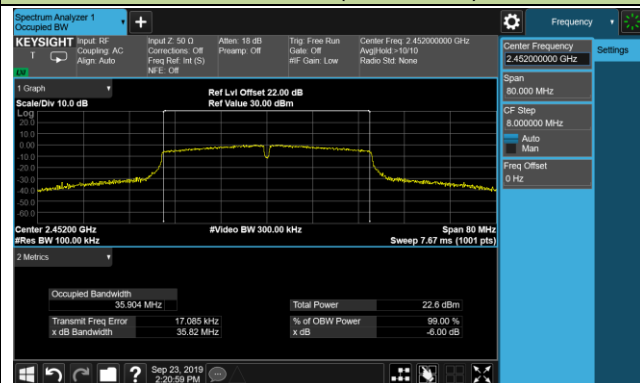 Spectrum Analyzer 1
Occupied BW
Frequency
KEYSIGHT
Input: RF
Coupling: AC
Align: Auto
Input Z: 50 Ω
Corrections: Off
Freq Ref: Int (S)
NFE: Off
Atten: 18 dB
Preamp: Off
Trig: Free Run
Gate: Off
#IF Gain: Low
Center Freq: 2.452000000 GHz
Avg|Hold:>10/10
Radio Std: None
Center Frequency
2.452000000 GHz
Settings
Span
80.000 MHz
CF Step
8.000000 MHz
Auto
Man
Freq Offset
0 Hz
1 Graph
Scale/Div 10.0 dB
Ref Lvl Offset 22.00 dB
Ref Value 30.00 dBm
Log
20.0
10.0
0.00
-10.0
-20.0
-30.0
-40.0
-50.0
-60.0
Center 2.45200 GHz
#Res BW 100.00 kHz
#Video BW 300.00 kHz
Span 80 MHz
Sweep 7.67 ms (1001 pts)
2 Metrics
Occupied Bandwidth
35.904 MHz
Total Power 22.6 dBm
Transmit Freq Error 17.085 kHz
% of OBW Power 99.00 %
x dB Bandwidth 35.82 MHz
x dB -6.00 dB
?
Sep 23, 2019
2:20:59 PM